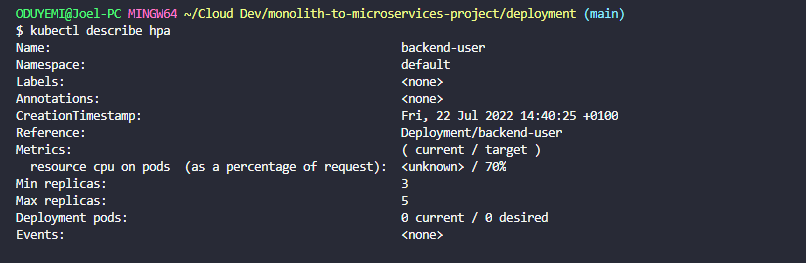 ODUYEMI@Joel-PC MINGW64 ~/Cloud Dev/monolith-to-microservices-project/deployment (main)
$ kubectl describe hpa
Name: backend-user
Namespace: default
Labels: <none>
Annotations: <none>
CreationTimestamp: Fri, 22 Jul 2022 14:40:25 +0100
Reference: Deployment/backend-user
Metrics: ( current / target )
  resource cpu on pods  (as a percentage of request): <unknown> / 70%
Min replicas: 3
Max replicas: 5
Deployment pods: 0 current / 0 desired
Events: <none>